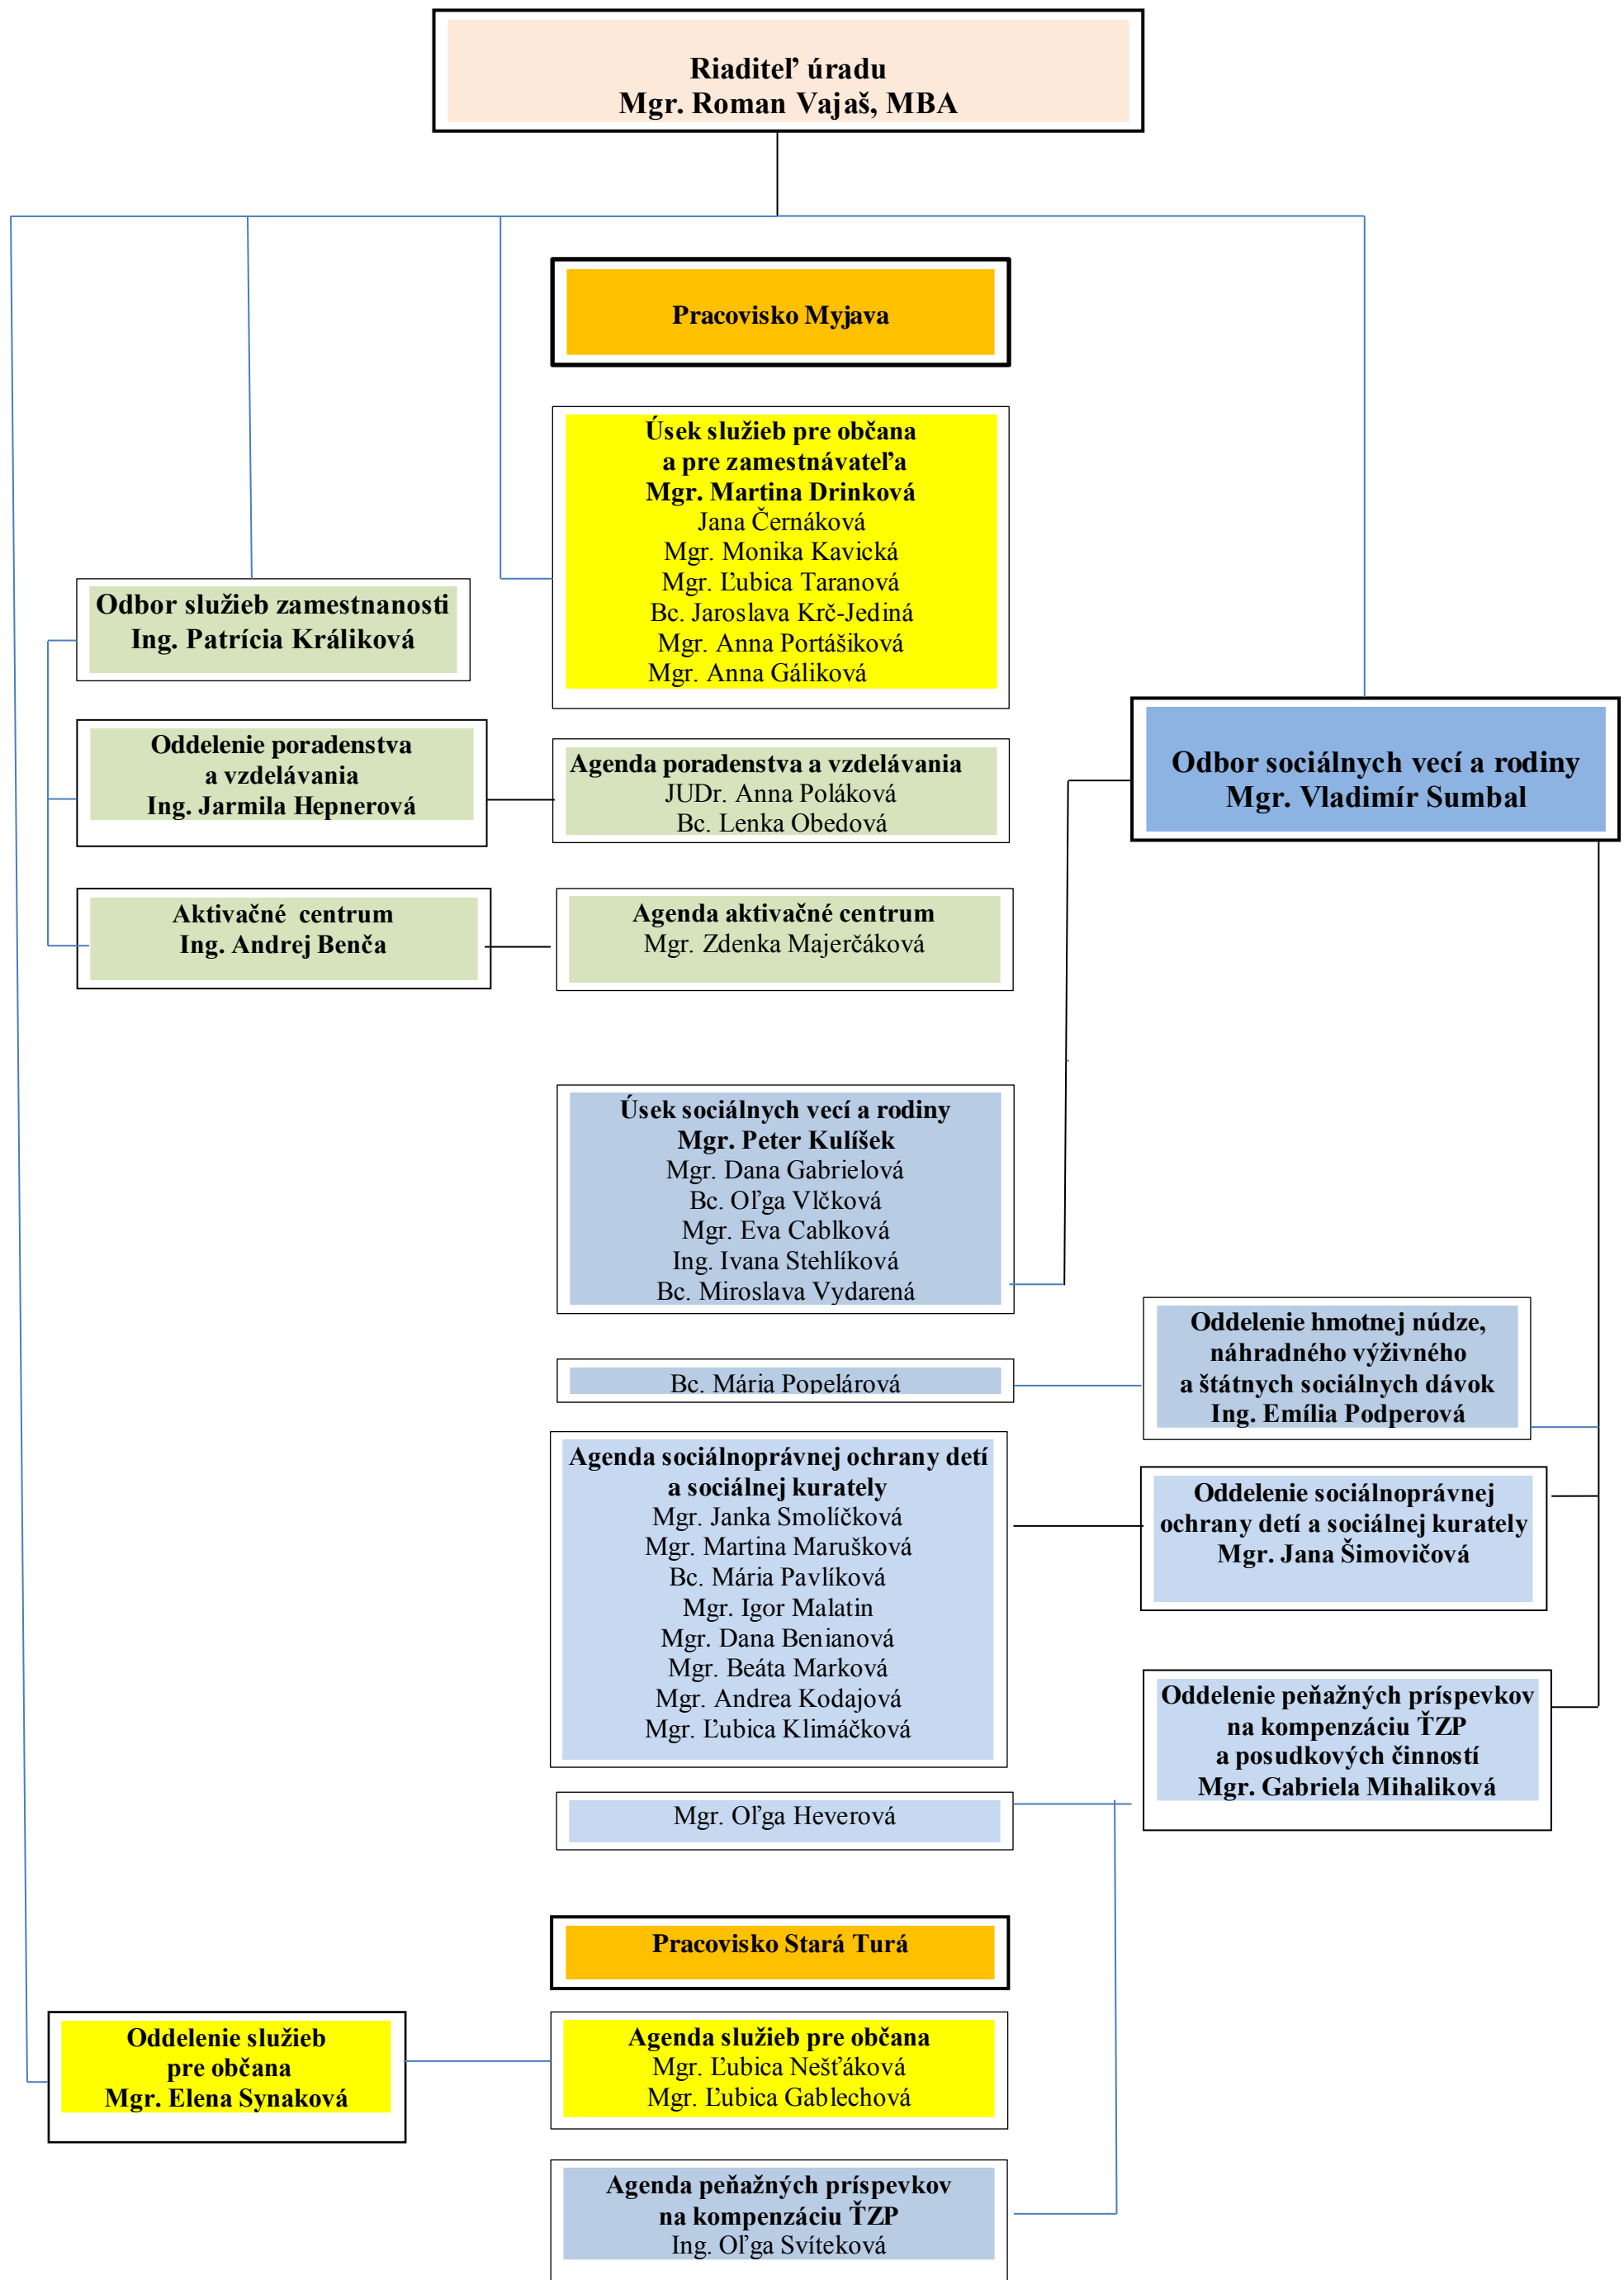 Riaditeľ úradu
Mgr. Roman Vajaš, MBA
Pracovisko Myjava
Úsek služieb pre občana
a pre zamestnávateľa
Mgr. Martina Drinková
Jana Černáková
Mgr. Monika Kavická
Mgr. Ľubica Taranová
Bc. Jaroslava Krč-Jediná
Mgr. Anna Portášiková
Mgr. Anna Gáliková
Odbor služieb zamestnanosti
Ing. Patrícia Králiková
Oddelenie poradenstva
a vzdelávania
Ing. Jarmila Hepnerová
Agenda poradenstva a vzdelávania
JUDr. Anna Poláková
Bc. Lenka Obedová
Odbor sociálnych vecí a rodiny
Mgr. Vladimír Sumbal
Aktivačné centrum
Ing. Andrej Benča
Agenda aktivačné centrum
Mgr. Zdenka Majerčáková
Úsek sociálnych vecí a rodiny
Mgr. Peter Kulíšek
Mgr. Dana Gabrielová
Bc. Oľga Vlčková
Mgr. Eva Cablková
Ing. Ivana Stehlíková
Bc. Miroslava Vydarená
Oddelenie hmotnej núdze,
náhradného výživného
a štátnych sociálnych dávok
Ing. Emília Podperová
Bc. Mária Popelárová
Agenda sociálnoprávnej ochrany detí
a sociálnej kurately
Mgr. Janka Smolíčková
Mgr. Martina Marušková
Bc. Mária Pavlíková
Mgr. Igor Malatin
Mgr. Dana Benianová
Mgr. Beáta Marková
Mgr. Andrea Kodajová
Mgr. Ľubica Klimáčková
Oddelenie sociálnoprávnej
ochrany detí a sociálnej kurately
Mgr. Jana Šimovičová
Oddelenie peňažných príspevkov
na kompenzáciu ŤZP
a posudkových činností
Mgr. Gabriela Mihaliková
Mgr. Oľga Heverová
Pracovisko Stará Turá
Oddelenie služieb
pre občana
Mgr. Elena Synaková
Agenda služieb pre občana
Mgr. Ľubica Nešťáková
Mgr. Ľubica Gablechová
Agenda peňažných príspevkov
na kompenzáciu ŤZP
Ing. Oľga Svíteková